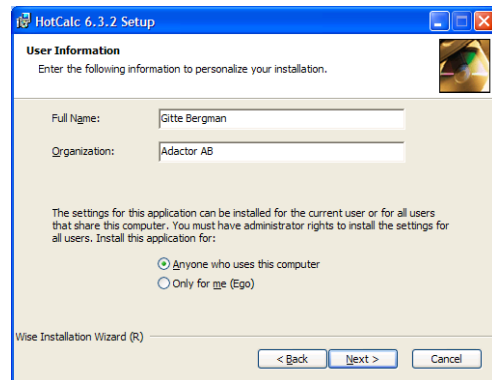 HotCalc 6.3.2 Setup
User Information
Enter the following information to personalize your installation.
Full Name: Gitte Bergman
Organization: Adactor AB
The settings for this application can be installed for the current user or for all users
that share this computer. You must have administrator rights to install the settings for
all users. Install this application for:
Anyone who uses this computer
Only for me (Ego)
Wise Installation Wizard (R)
< Back Next > Cancel